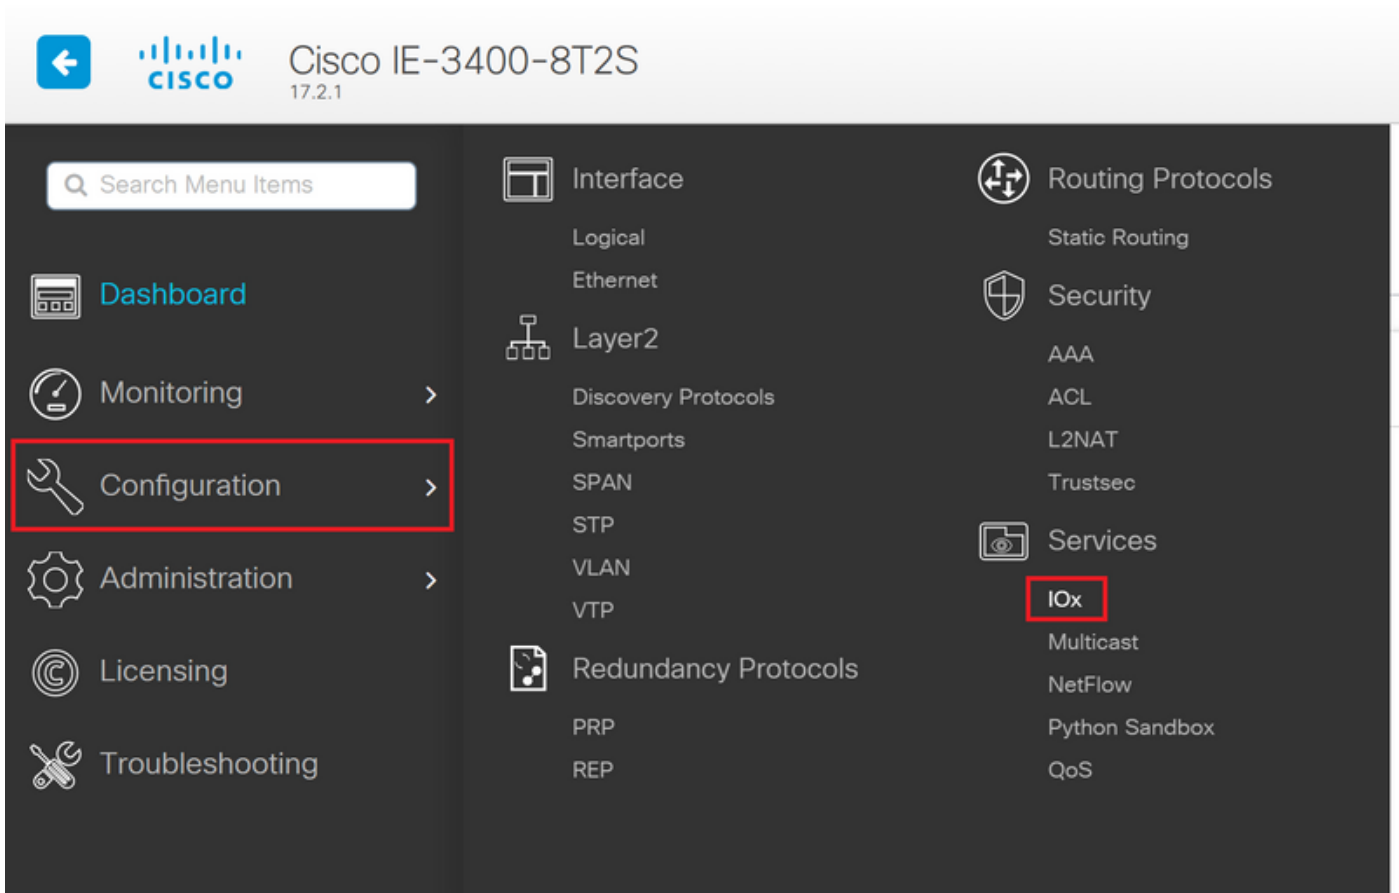 CISCO
Cisco IE-3400-8T2S
17.2.1
Search Menu Items
Dashboard
Monitoring
Configuration
Administration
Licensing
Troubleshooting
Interface
Logical
Ethernet
Layer2
Discovery Protocols
Smartports
SPAN
STP
VLAN
VTP
Redundancy Protocols
PRP
REP
Routing Protocols
Static Routing
Security
AAA
ACL
L2NAT
Trustsec
Services
IOx
Multicast
NetFlow
Python Sandbox
QoS